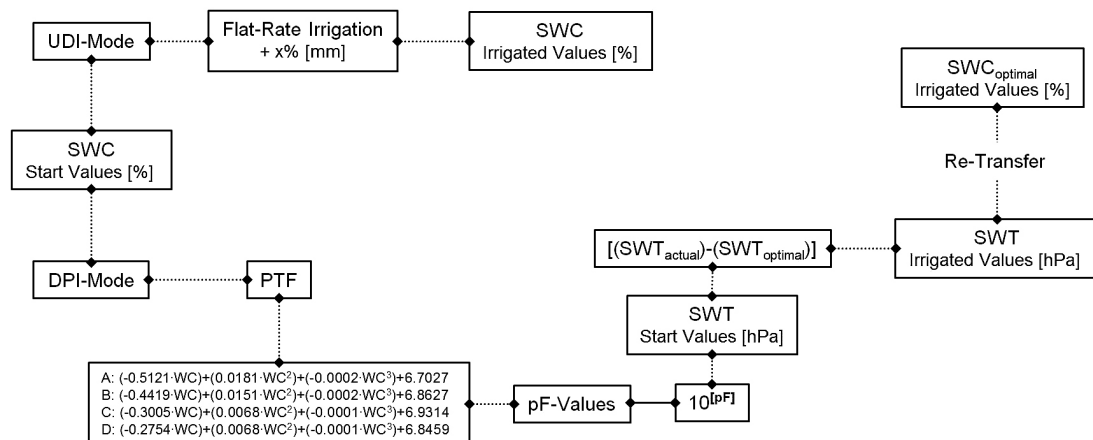 UDI-Mode
Flat-Rate Irrigation
+ x% [mm]
SWC
Irrigated Values [%]
SWC
Start Values [%]
DPI-Mode
PTF
A: (-0.5121·WC)+(0.0181·WC²)+(-0.0002·WC³)+6.7027
B: (-0.4419·WC)+(0.0151·WC²)+(-0.0002·WC³)+6.8627
C: (-0.3005·WC)+(0.0068·WC²)+(-0.0001·WC³)+6.9314
D: (-0.2754·WC)+(0.0068·WC²)+(-0.0001·WC³)+6.8459
pF-Values
10^[pF]
SWT
Start Values [hPa]
[(SWT_actual)-(SWT_optimal)]
SWT
Irrigated Values [hPa]
Re-Transfer
SWC_optimal
Irrigated Values [%]